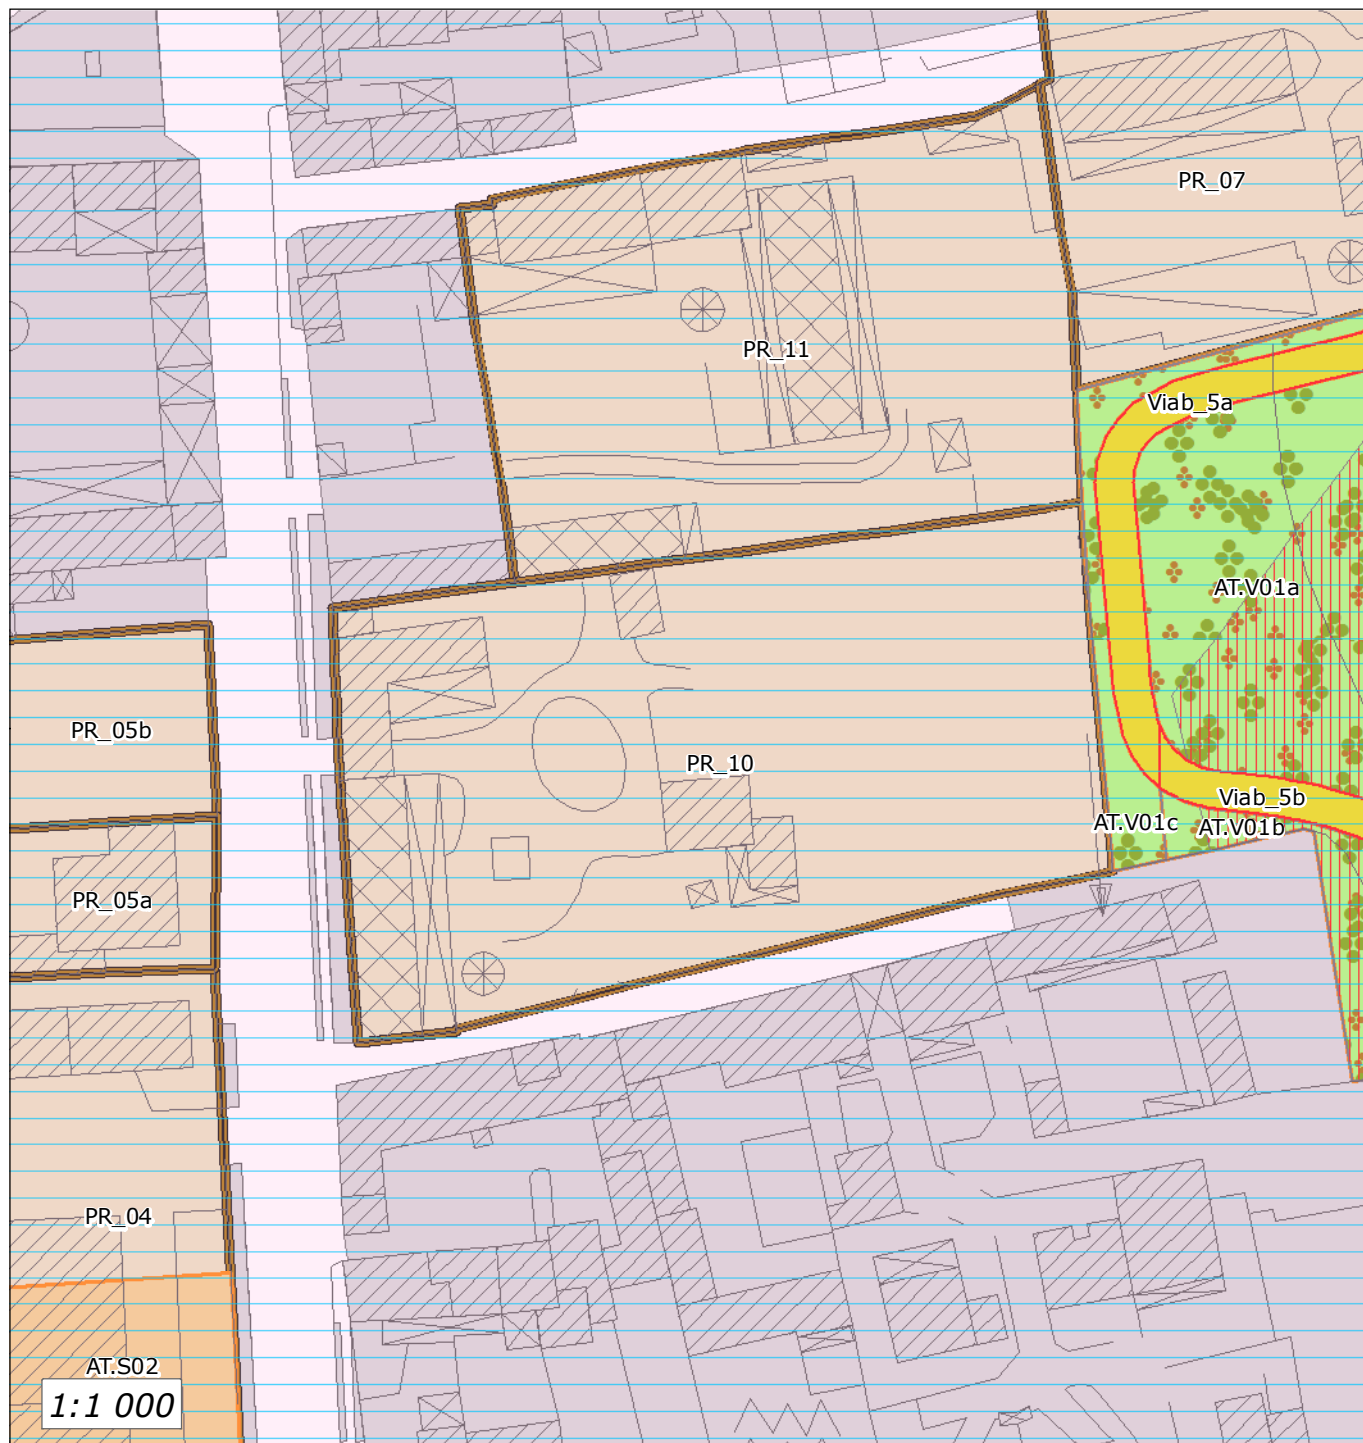 PR_07
PR_11
Viab_5a
AT.V01a
PR_05b
PR_10
Viab_5b
AT.V01c
AT.V01b
PR_05a
PR_04
AT.S02
1:1 000